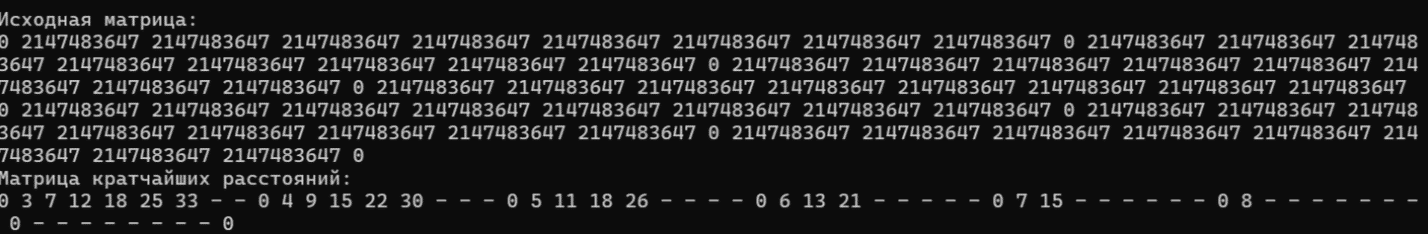 Исходная матрица:
0 2147483647 2147483647 2147483647 2147483647 2147483647 2147483647 2147483647 2147483647 0 2147483647 2147483647 214748
3647 2147483647 2147483647 2147483647 2147483647 2147483647 0 2147483647 2147483647 2147483647 2147483647 2147483647 214
7483647 2147483647 2147483647 0 2147483647 2147483647 2147483647 2147483647 2147483647 2147483647 2147483647 2147483647
0 2147483647 2147483647 2147483647 2147483647 2147483647 2147483647 2147483647 2147483647 0 2147483647 2147483647 214748
3647 2147483647 2147483647 2147483647 2147483647 2147483647 0 2147483647 2147483647 2147483647 2147483647 2147483647 214
7483647 2147483647 2147483647 0
Матрица кратчайших расстояний:
0 3 7 12 18 25 33 - - 0 4 9 15 22 30 - - - 0 5 11 18 26 - - - - 0 6 13 21 - - - - - 0 7 15 - - - - - - 0 8 - - - - - - -
0 - - - - - - - - 0